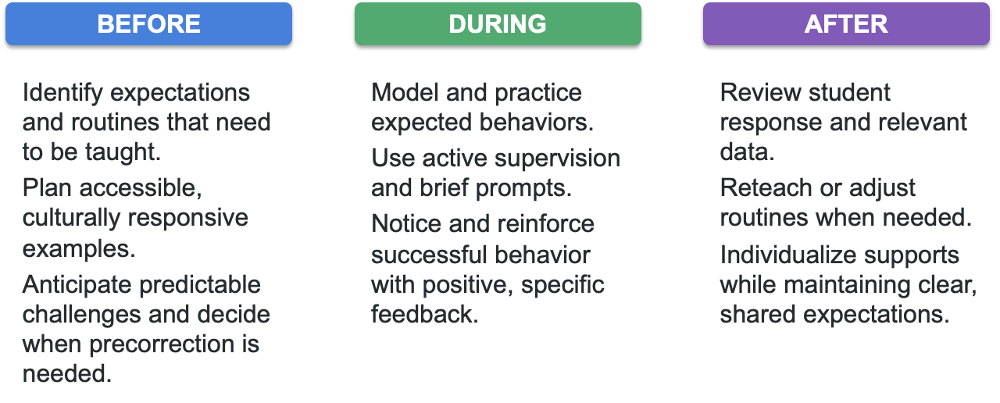 BEFORE
Identify expectations
and routines that need
to be taught.
Plan accessible,
culturally responsive
examples.
Anticipate predictable
challenges and decide
when precorrection is
needed.
DURING
Model and practice
expected behaviors.
Use active supervision
and brief prompts.
Notice and reinforce
successful behavior
with positive, specific
feedback.
AFTER
Review student
response and relevant
data.
Reteach or adjust
routines when needed.
Individualize supports
while maintaining clear,
shared expectations.